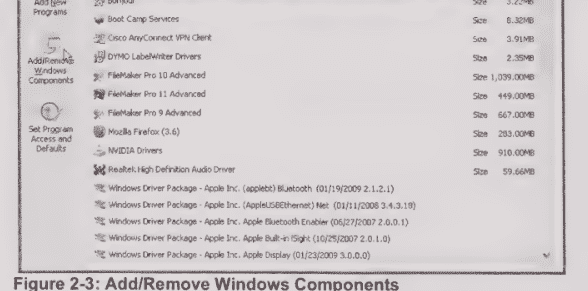 Add New
Programs
Add/Remove
Windows
Components
Set Program
Access and
Defaults
Bonjour Size
Boot Camp Services Size 8.32MB
Cisco AnyConnect VPN Client Size 3.91MB
DYMO LabelWriter Drivers Size 2.35MB
FileMaker Pro 10 Advanced Size 1,039.00MB
FileMaker Pro 11 Advanced Size 449.00MB
FileMaker Pro 9 Advanced Size 667.00MB
Mozilla Firefox (3.6) Size 283.00MB
NVIDIA Drivers Size 910.00MB
Realtek High Definition Audio Driver Size 59.66MB
Windows Driver Package - Apple Inc. (applebt) Bluetooth (01/19/2009 2.1.2.1)
Windows Driver Package - Apple Inc. (AppleUSBEthernet) Net (01/11/2008 3.4.3.18)
Windows Driver Package - Apple Inc. Apple Bluetooth Enabler (06/27/2007 2.0.0.1)
Windows Driver Package - Apple Inc. Apple Built-in iSight (10/25/2007 2.0.1.0)
Windows Driver Package - Apple Inc. Apple Display (01/23/2009 3.0.0.0)
Figure 2-3: Add/Remove Windows Components